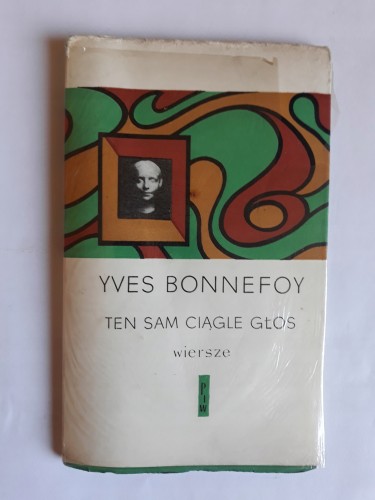 YVES BONNEFOY
TEN SAM CIĄGLE GŁOS
wiersze
PIW